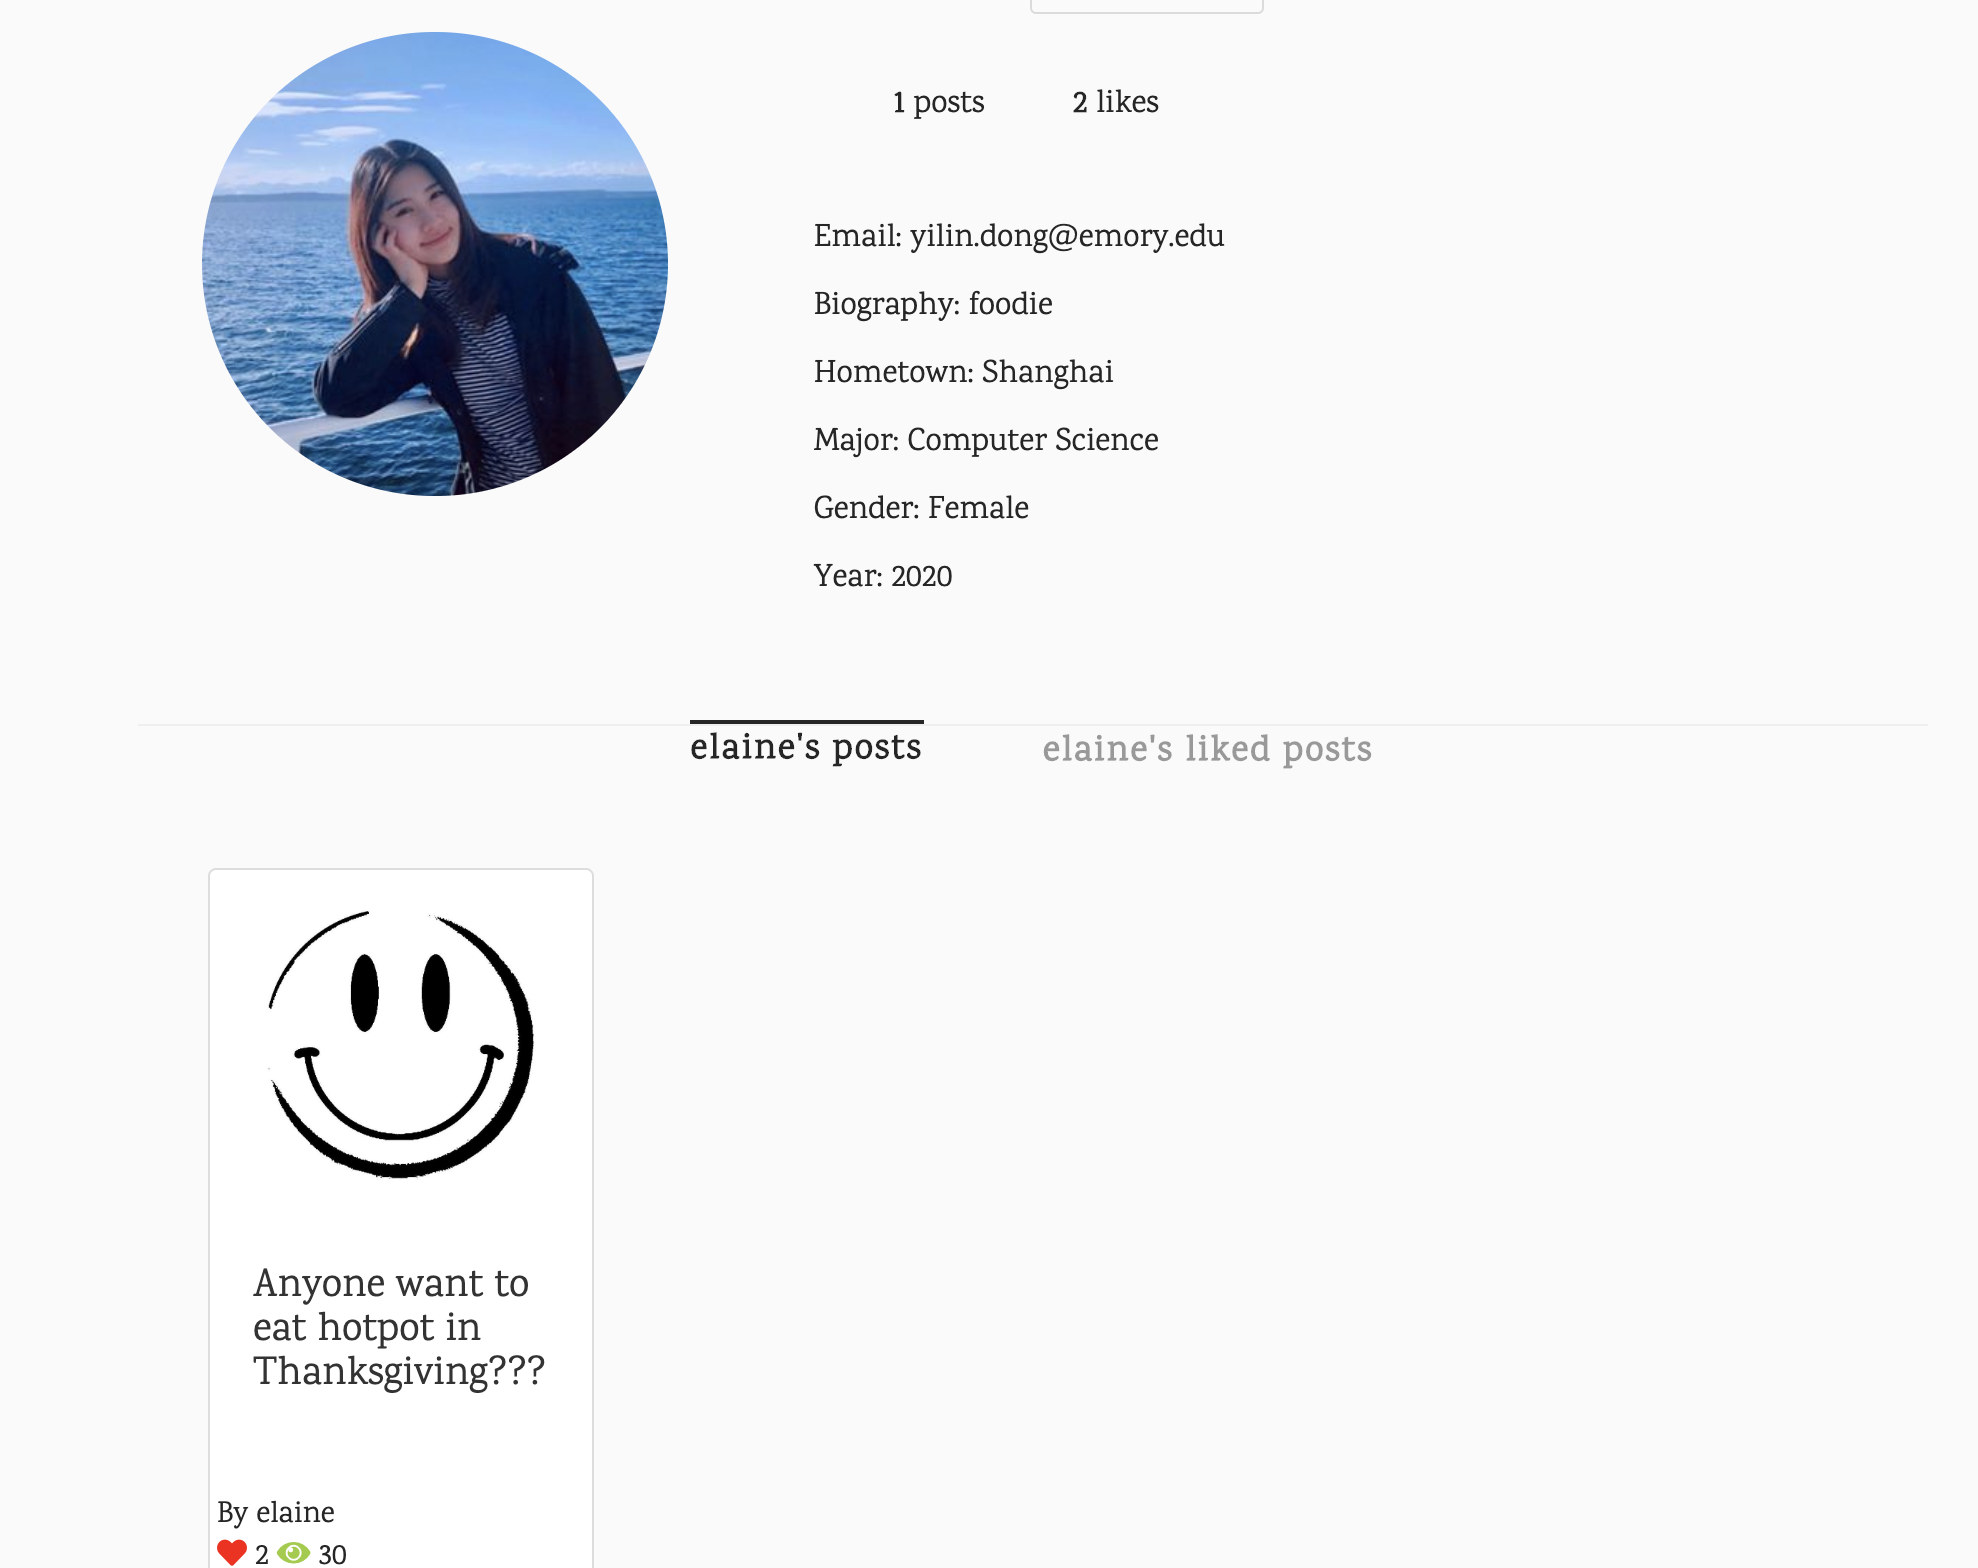 1 posts 2 likes
Email: yilin.dong@emory.edu
Biography: foodie
Hometown: Shanghai
Major: Computer Science
Gender: Female
Year: 2020
elaine's posts elaine's liked posts
Anyone want to
eat hotpot in
Thanksgiving???
By elaine
2 30